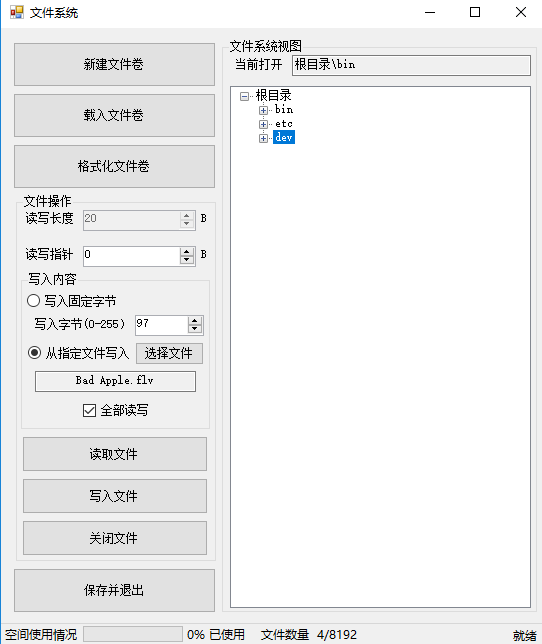 文件系统
新建文件卷
载入文件卷
格式化文件卷
文件操作
读写长度 20 B
读写指针 0 B
写入内容
写入固定字节
写入字节(0-255) 97
从指定文件写入 选择文件
Bad Apple.flv
全部读写
读取文件
写入文件
关闭文件
保存并退出
文件系统视图
当前打开 根目录\bin
根目录
bin
etc
dev
空间使用情况 0% 已使用 文件数量 4/8192 就绪